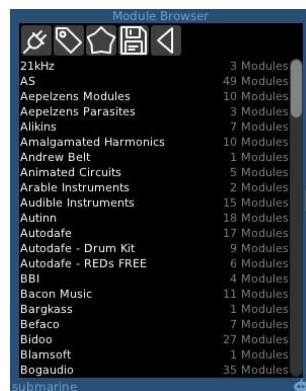 Module Browser
21kHz 3 Modules
AS 49 Modules
Aepelzens Modules 10 Modules
Aepelzens Parasites 3 Modules
Alikins 7 Modules
Amalgamated Harmonics 10 Modules
Andrew Belt 1 Modules
Animated Circuits 5 Modules
Arable Instruments 2 Modules
Audible Instruments 15 Modules
Autinn 18 Modules
Autodafe 17 Modules
Autodafe - Drum Kit 9 Modules
Autodafe - REDs FREE 6 Modules
BBI 4 Modules
Bacon Music 11 Modules
Bargkass 1 Modules
Befaco 7 Modules
Bidoo 27 Modules
Blamsoft 1 Modules
Bogaudio 35 Modules
submarine